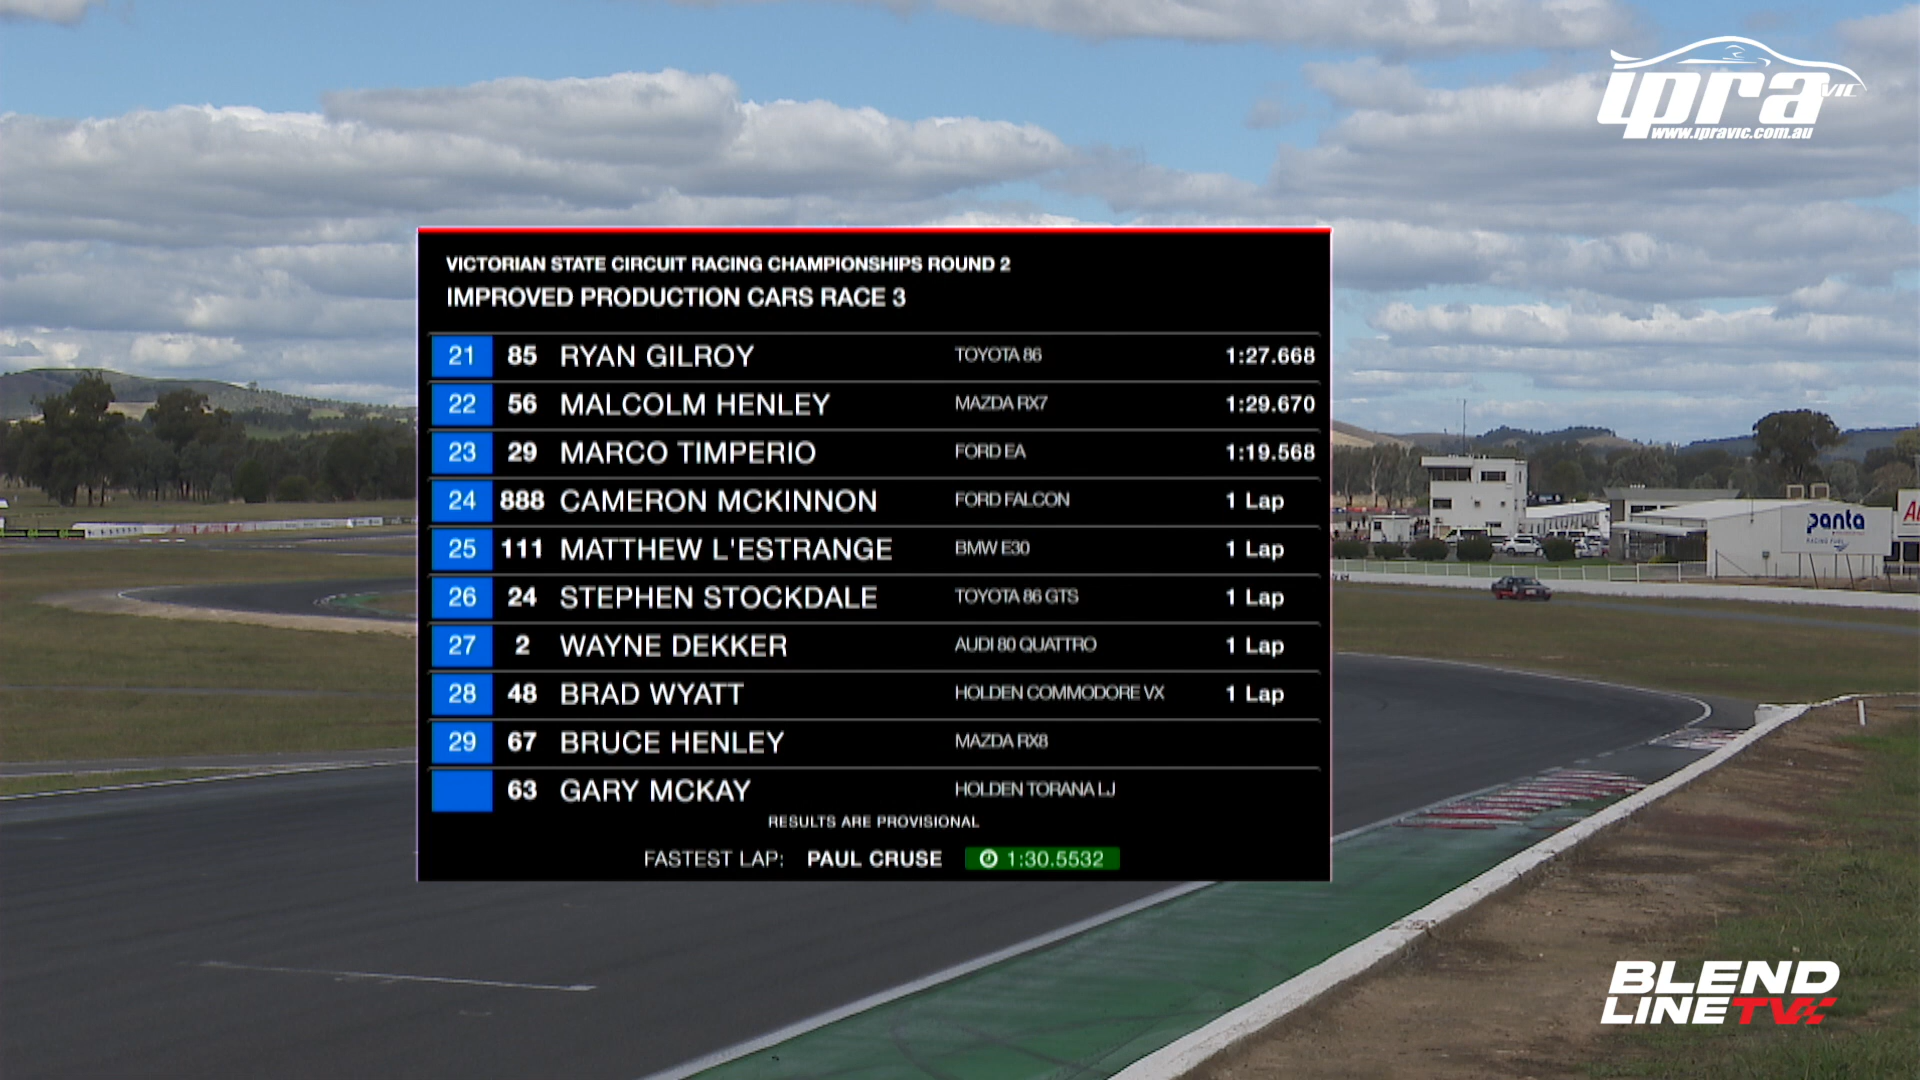 ipra VIC
www.ipravic.com.au
VICTORIAN STATE CIRCUIT RACING CHAMPIONSHIPS ROUND 2
IMPROVED PRODUCTION CARS RACE 3
21 85 RYAN GILROY TOYOTA 86 1:27.668
22 56 MALCOLM HENLEY MAZDA RX7 1:29.670
23 29 MARCO TIMPERIO FORD EA 1:19.568
24 888 CAMERON MCKINNON FORD FALCON 1 Lap
25 111 MATTHEW L'ESTRANGE BMW E30 1 Lap
26 24 STEPHEN STOCKDALE TOYOTA 86 GTS 1 Lap
27 2 WAYNE DEKKER AUDI 80 QUATTRO 1 Lap
28 48 BRAD WYATT HOLDEN COMMODORE VX 1 Lap
29 67 BRUCE HENLEY MAZDA RX8
63 GARY MCKAY HOLDEN TORANA LJ
RESULTS ARE PROVISIONAL
FASTEST LAP: PAUL CRUSE 1:30.5532
panta
RACING FUEL
BLEND
LINETV